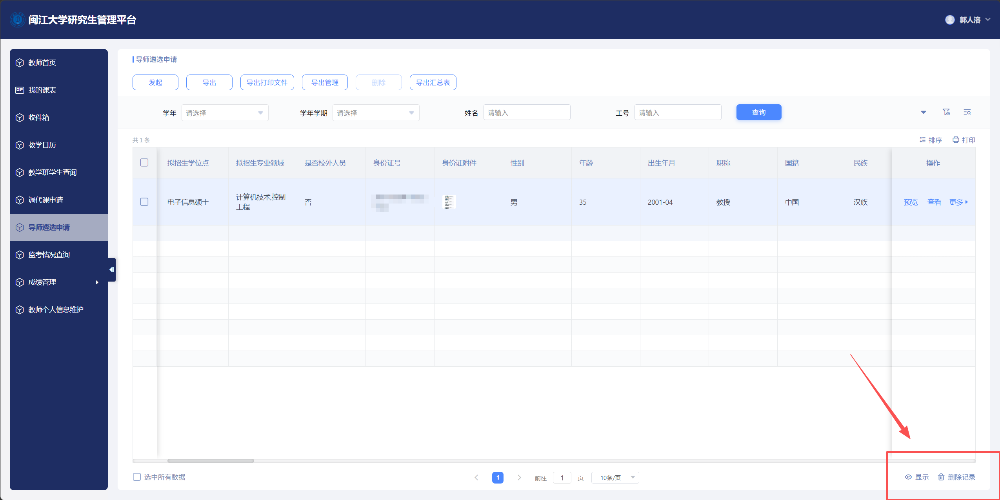 闽江大学研究生管理平台
郭人溶
教师首页
我的课表
收件箱
教学日历
教学班学生查询
调代课申请
导师遴选申请
监考情况查询
成绩管理
教师个人信息维护
导师遴选申请
发起 导出 导出打印文件 导出管理 删除 导出汇总表
学年 请选择 学年学期 请选择 姓名 请输入 工号 请输入 查询
共 1 条 排序 打印
拟招生学位点 拟招生专业领域 是否校外人员 身份证号 身份证附件 性别 年龄 出生年月 职称 国籍 民族 操作
电子信息硕士 计算机技术,控制 否 男 35 2001-04 教授 中国 汉族 预览 查看 更多
工程
选中所有数据 1 前往 1 页 10条/页 显示 删除记录